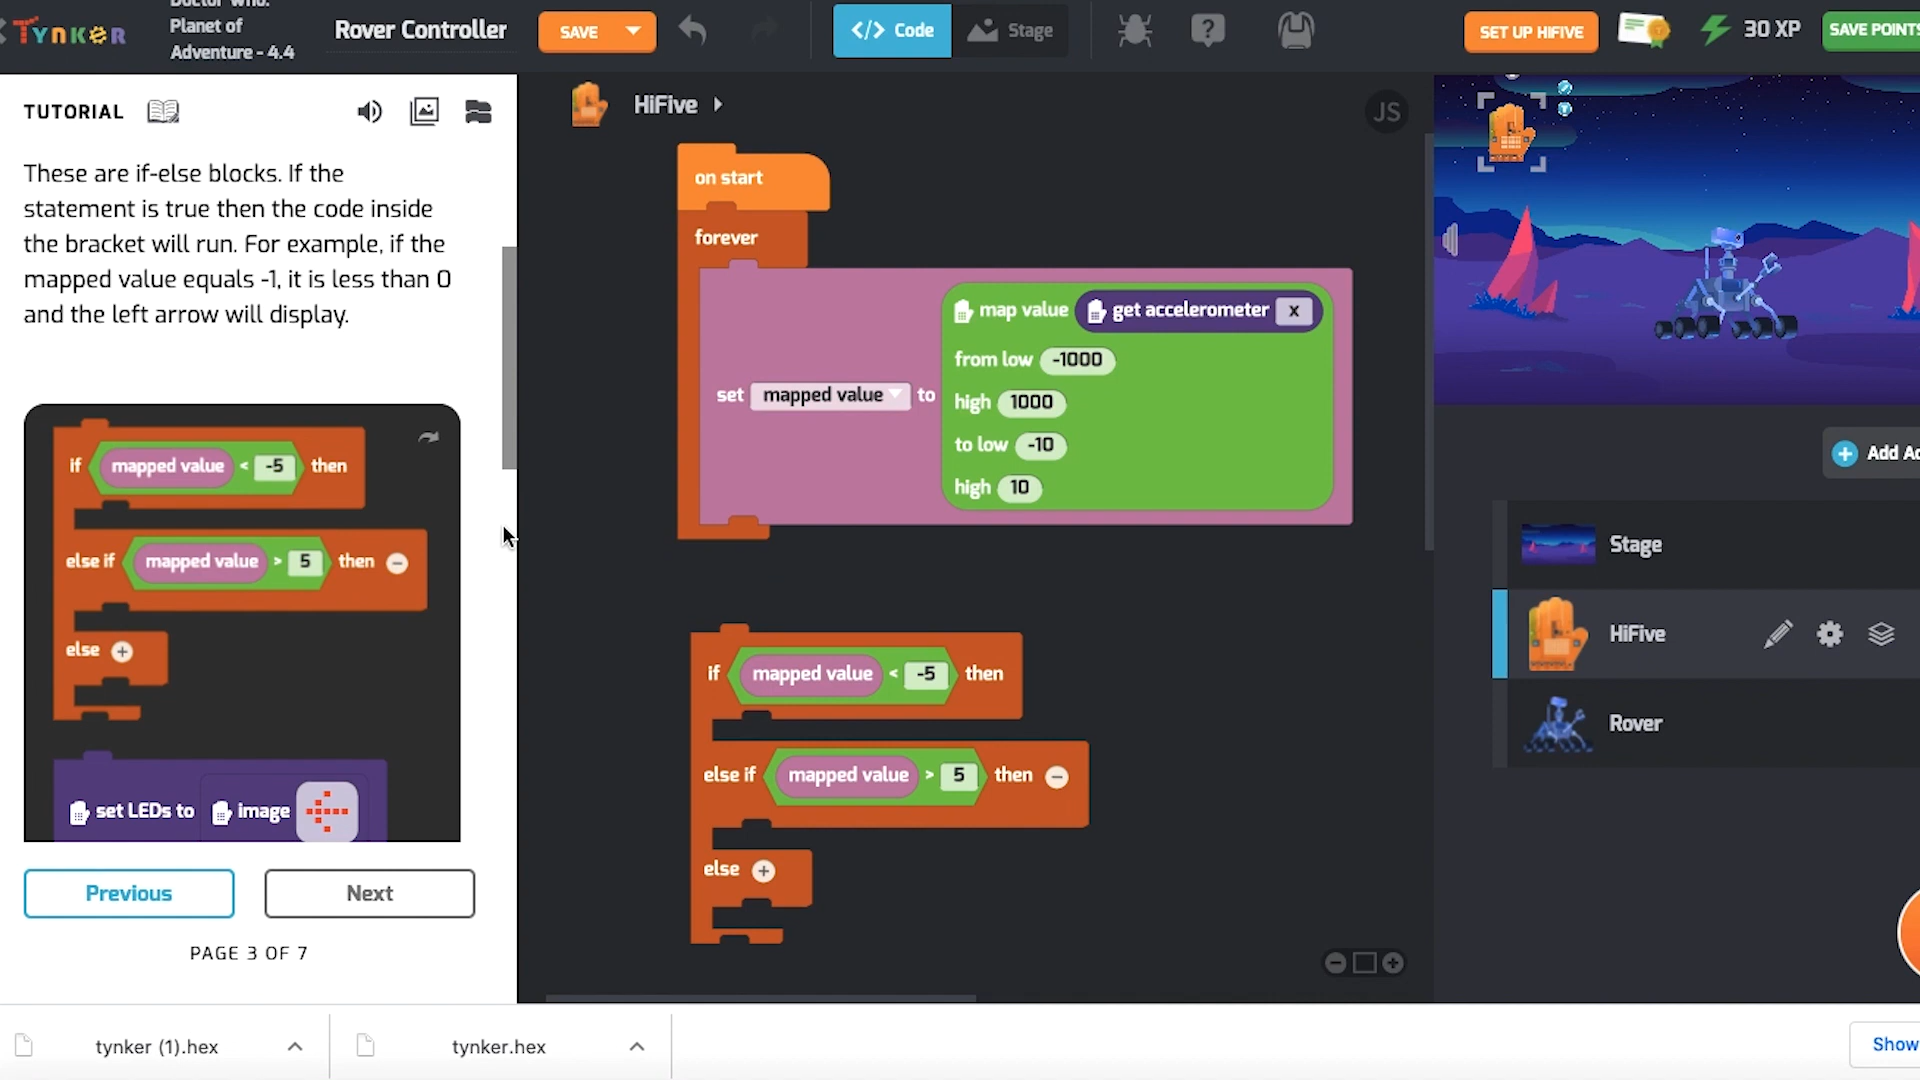 TYNKER
Planet of
Adventure - 4.4
Rover Controller
SAVE
</> Code
Stage
SET UP HIFIVE
30 XP
SAVE POINTS
TUTORIAL
HiFive
JS
These are if-else blocks. If the
statement is true then the code inside
the bracket will run. For example, if the
mapped value equals -1, it is less than 0
and the left arrow will display.
if mapped value < -5 then
else if mapped value > 5 then
else
set LEDs to image
Previous
Next
PAGE 3 OF 7
on start
forever
set mapped value to
map value get accelerometer x
from low -1000
high 1000
to low -10
high 10
if mapped value < -5 then
else if mapped value > 5 then
else
Add Ac
Stage
HiFive
Rover
tynker (1).hex
tynker.hex
Show